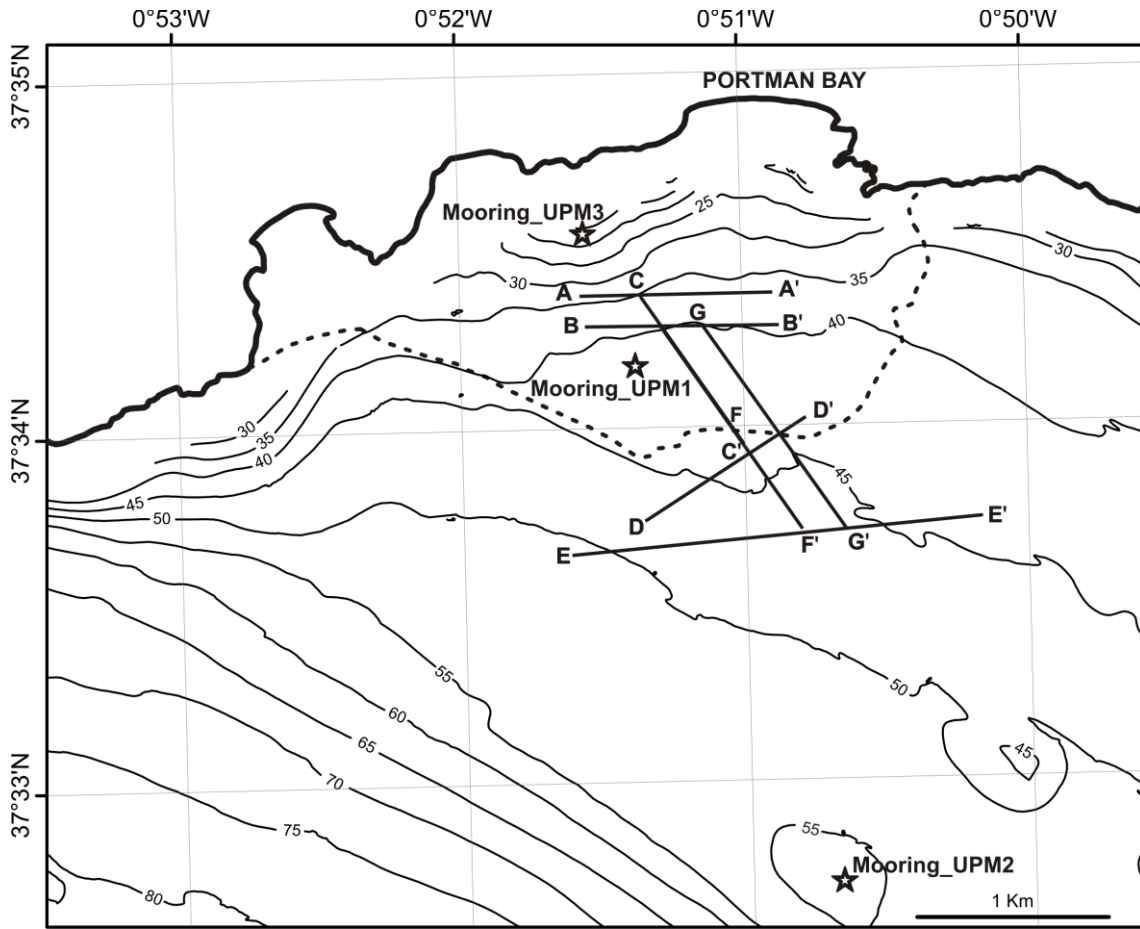 0°53'W
0°52'W
0°51'W
0°50'W
37°35'N
PORTMAN BAY
25
Mooring_UPM3
30
30
35
C
A
A'
B
G
B'
40
Mooring_UPM1
37°34'N
D'
F
30
35
40
C'
45
45
50
D
E'
E
F'
G'
55
50
60
65
45
37°33'N
70
75
55
Mooring_UPM2
80
1 Km